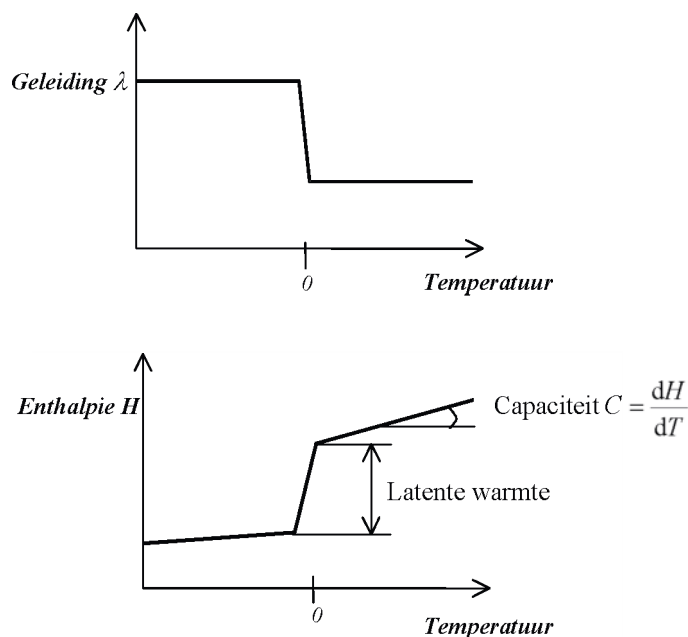 Geleiding λ
0
Temperatuur
Enthalpie H
Capaciteit C = dH/dT
Latente warmte
0
Temperatuur